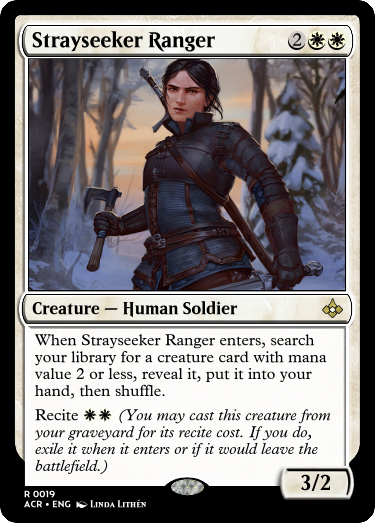 Strayseeker Ranger 2
Creature — Human Soldier
When Strayseeker Ranger enters, search
your library for a creature card with mana
value 2 or less, reveal it, put it into your
hand, then shuffle.
Recite (You may cast this creature from
your graveyard for its recite cost. If you do,
exile it when it enters or if it would leave the
battlefield.)
3/2
R 0019
ACR • ENG Linda Lithén